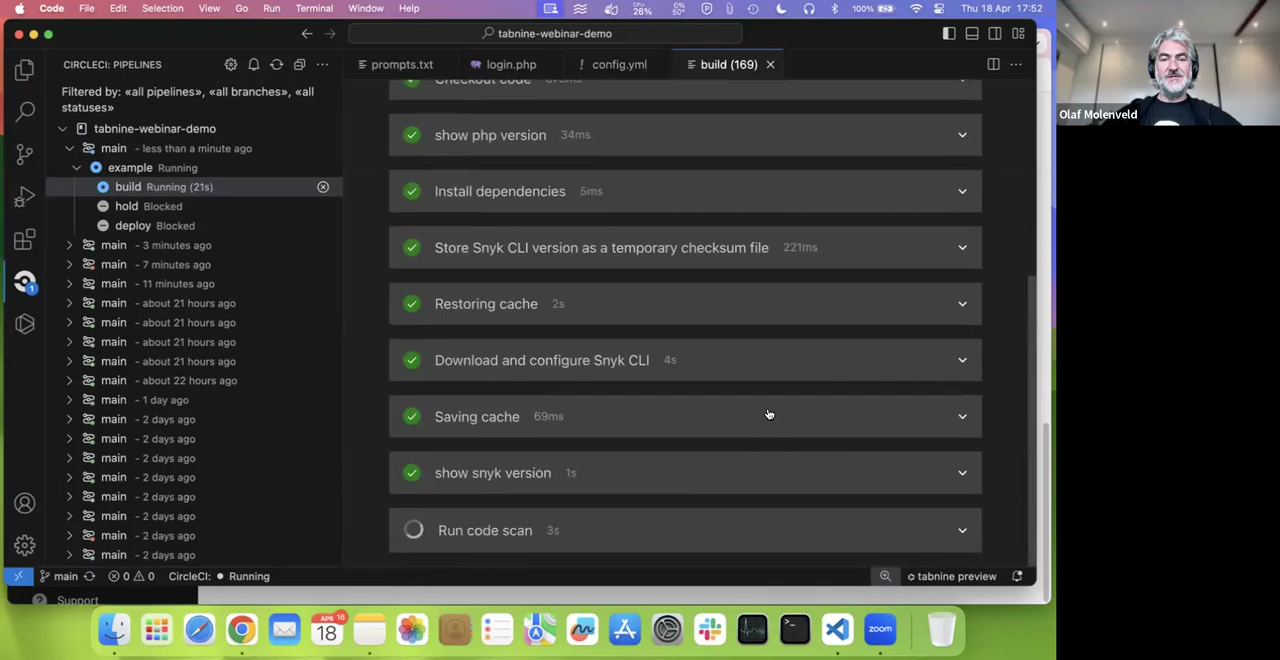 Code File Edit Selection View Go Run Terminal Window Help
CPU 26% 0% 50° 100% Thu 18 Apr 17:52
tabnine-webinar-demo
CIRCLECI: PIPELINES
Filtered by: «all pipelines», «all branches», «all
statuses»
tabnine-webinar-demo
main - less than a minute ago
example Running
build Running (21s)
hold Blocked
deploy Blocked
main - 3 minutes ago
main - 7 minutes ago
main - 11 minutes ago
main - about 21 hours ago
main - about 21 hours ago
main - about 21 hours ago
main - about 21 hours ago
main - about 22 hours ago
main - 1 day ago
main - 2 days ago
main - 2 days ago
main - 2 days ago
main - 2 days ago
main - 2 days ago
main - 2 days ago
main - 2 days ago
main - 2 days ago
1
prompts.txt login.php ! config.yml build (169)
Checkout code
show php version 34ms
Install dependencies 5ms
Store Snyk CLI version as a temporary checksum file 221ms
Restoring cache 2s
Download and configure Snyk CLI 4s
Saving cache 69ms
show snyk version 1s
Run code scan 3s
main 0 0 CircleCI: Running tabnine preview
Support
APR 16
18
zoom
Olaf Molenveld